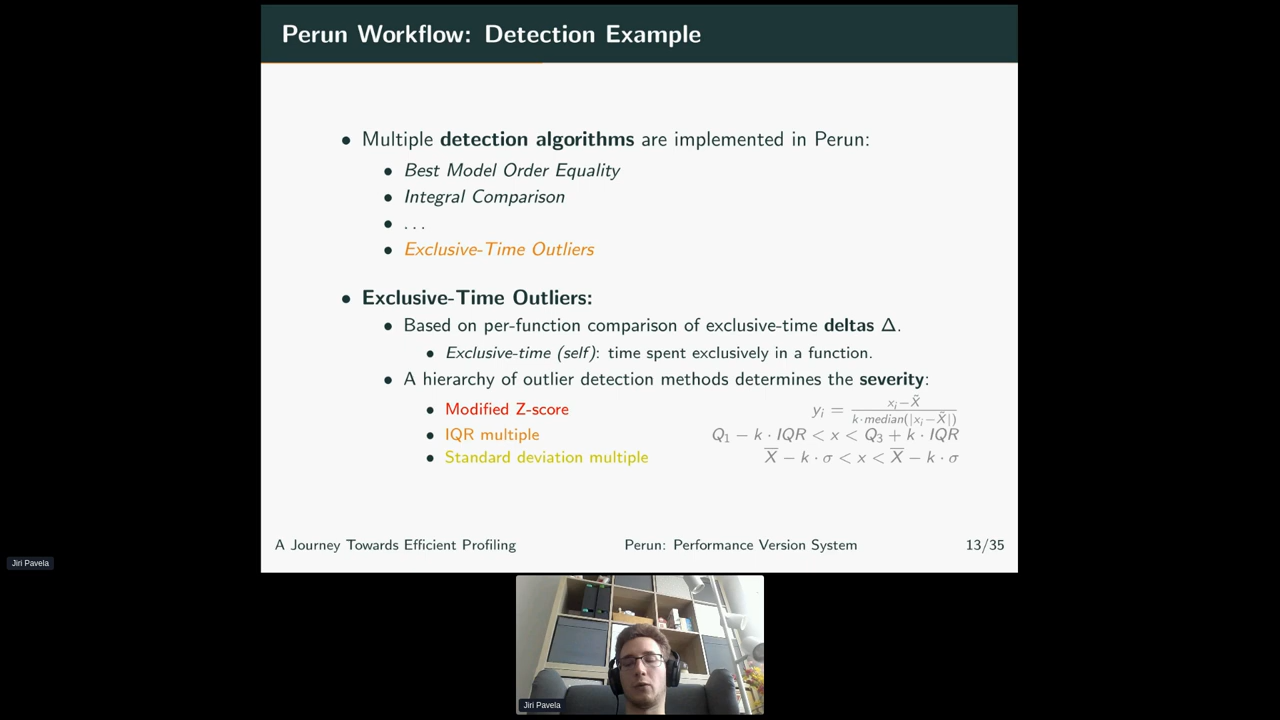 Perun Workflow: Detection Example
• Multiple detection algorithms are implemented in Perun:
• Best Model Order Equality
• Integral Comparison
• ...
• Exclusive-Time Outliers
• Exclusive-Time Outliers:
• Based on per-function comparison of exclusive-time deltas Δ.
• Exclusive-time (self): time spent exclusively in a function.
• A hierarchy of outlier detection methods determines the severity:
• Modified Z-score yᵢ = (xᵢ−X̃)/(k·median(|xᵢ−X̃|))
• IQR multiple Q₁ − k · IQR < x < Q₃ + k · IQR
• Standard deviation multiple X̅ − k · σ < x < X̅ − k · σ
A Journey Towards Efficient Profiling Perun: Performance Version System 13/35
Jiri Pavela
Jiri Pavela